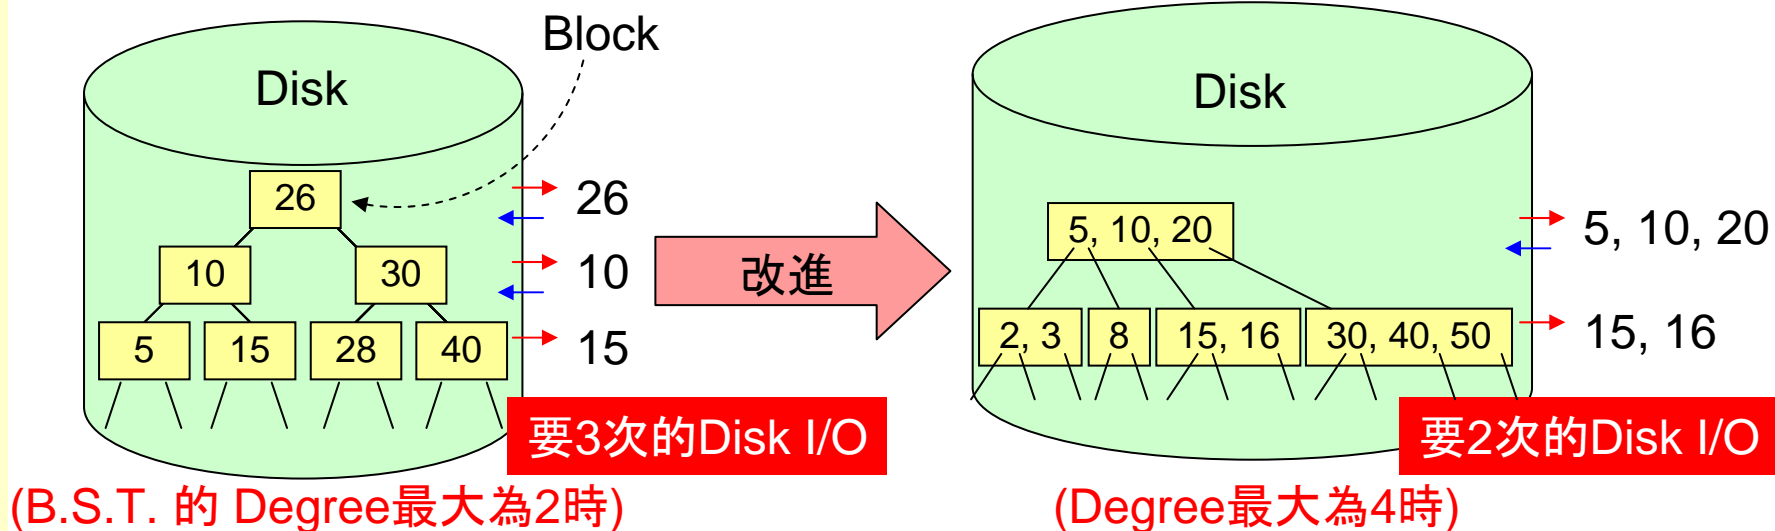 Block
Disk
26
10 30
5 15 28 40
26
10
15
要3次的Disk I/O
(B.S.T. 的 Degree最大為2時)
改進
Disk
5, 10, 20
2, 3 8 15, 16 30, 40, 50
5, 10, 20
15, 16
要2次的Disk I/O
(Degree最大為4時)